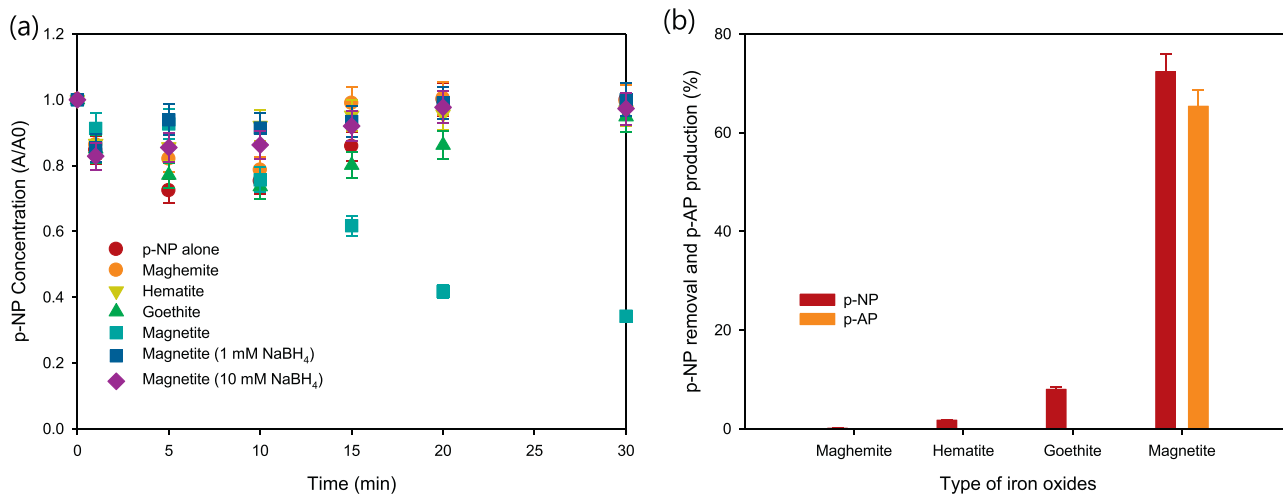 (a)
p-NP Concentration (A/A0)
1.2
1.0
0.8
0.6
0.4
0.2
0.0
p-NP alone
Maghemite
Hematite
Goethite
Magnetite
Magnetite (1 mM NaBH₄)
Magnetite (10 mM NaBH₄)
0 5 10 15 20 25 30
Time (min)
(b)
p-NP removal and p-AP production (%)
80
60
40
20
0
p-NP
p-AP
Maghemite Hematite Goethite Magnetite
Type of iron oxides